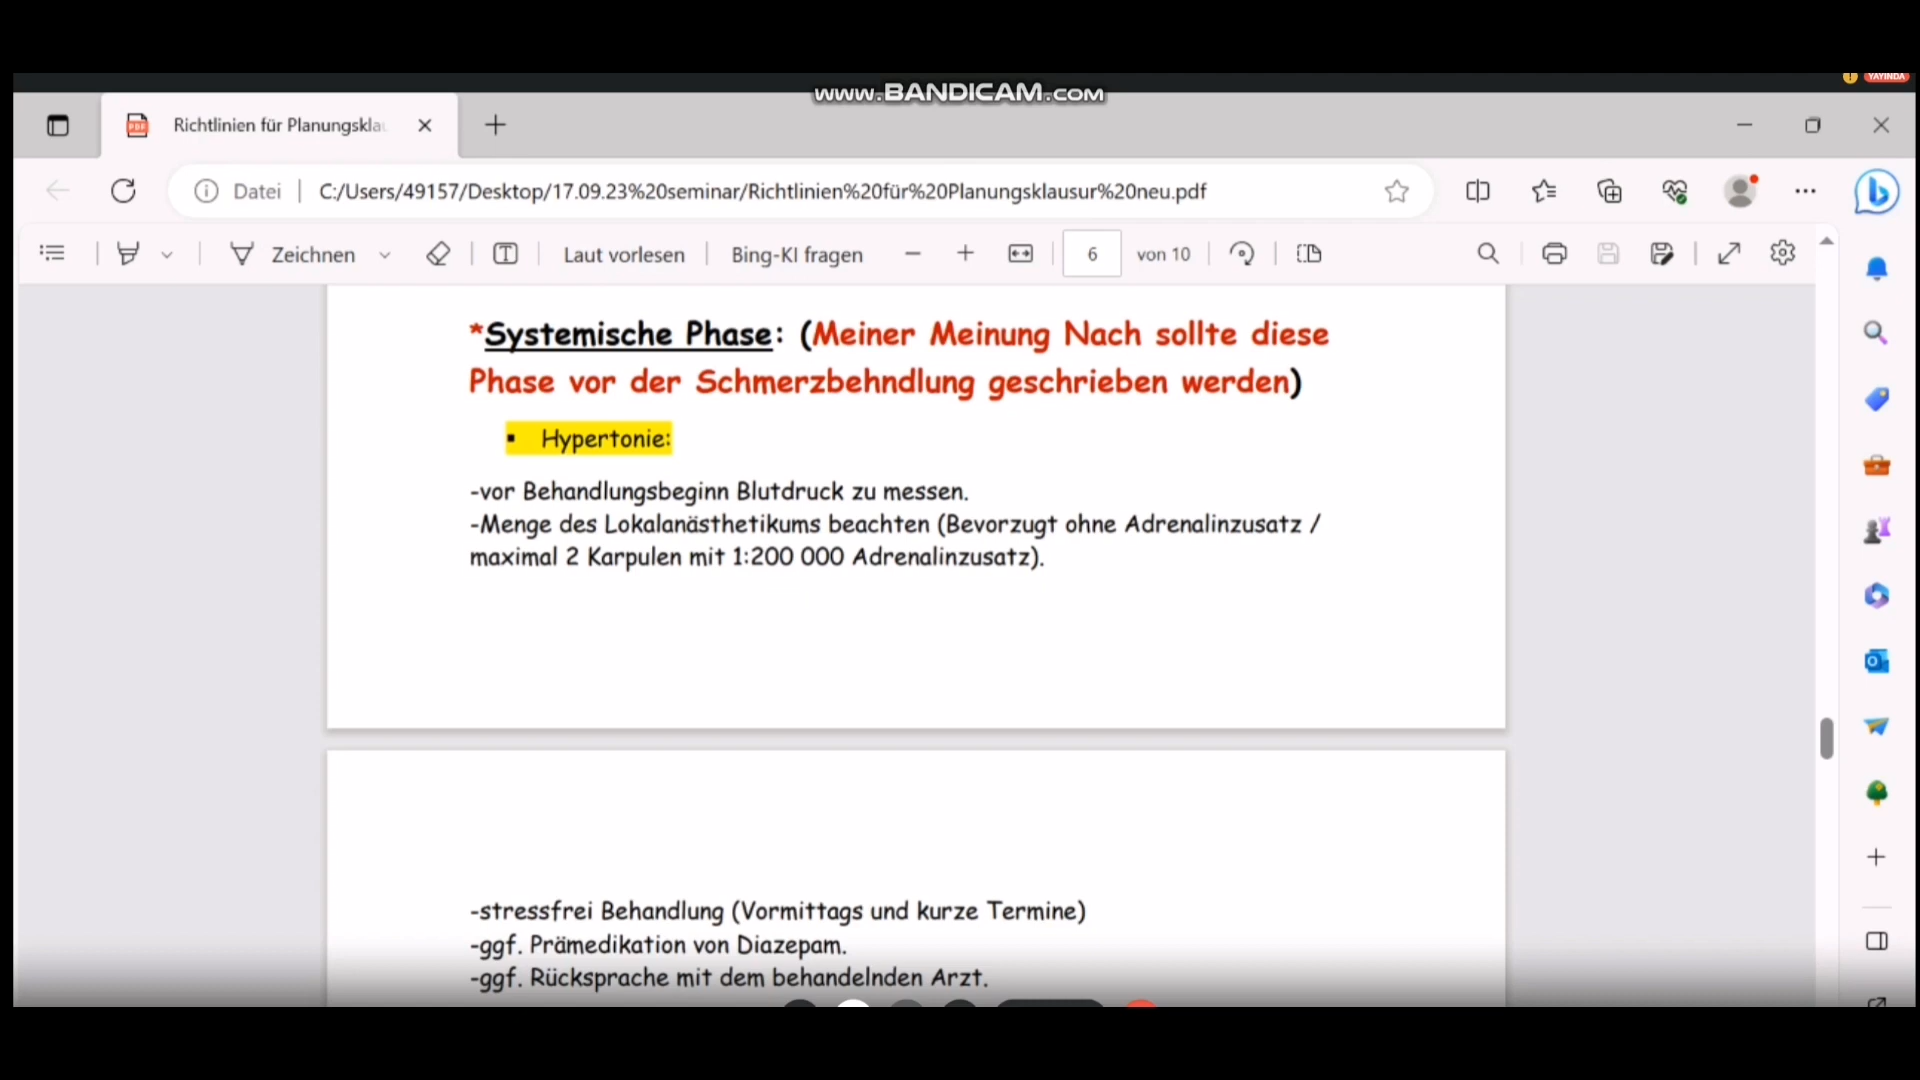 YAYINDA
www.BANDICAM.com
Richtlinien für Planungskla
Datei
C:/Users/49157/Desktop/17.09.23%20seminar/Richtlinien%20für%20Planungsklausur%20neu.pdf
Zeichnen
Laut vorlesen
Bing-KI fragen
6
von 10
*Systemische Phase: (Meiner Meinung Nach sollte diese
Phase vor der Schmerzbehndlung geschrieben werden)
▪ Hypertonie:
-vor Behandlungsbeginn Blutdruck zu messen.
-Menge des Lokalanästhetikums beachten (Bevorzugt ohne Adrenalinzusatz /
maximal 2 Karpulen mit 1:200 000 Adrenalinzusatz).
-stressfrei Behandlung (Vormittags und kurze Termine)
-ggf. Prämedikation von Diazepam.
-ggf. Rücksprache mit dem behandelnden Arzt.